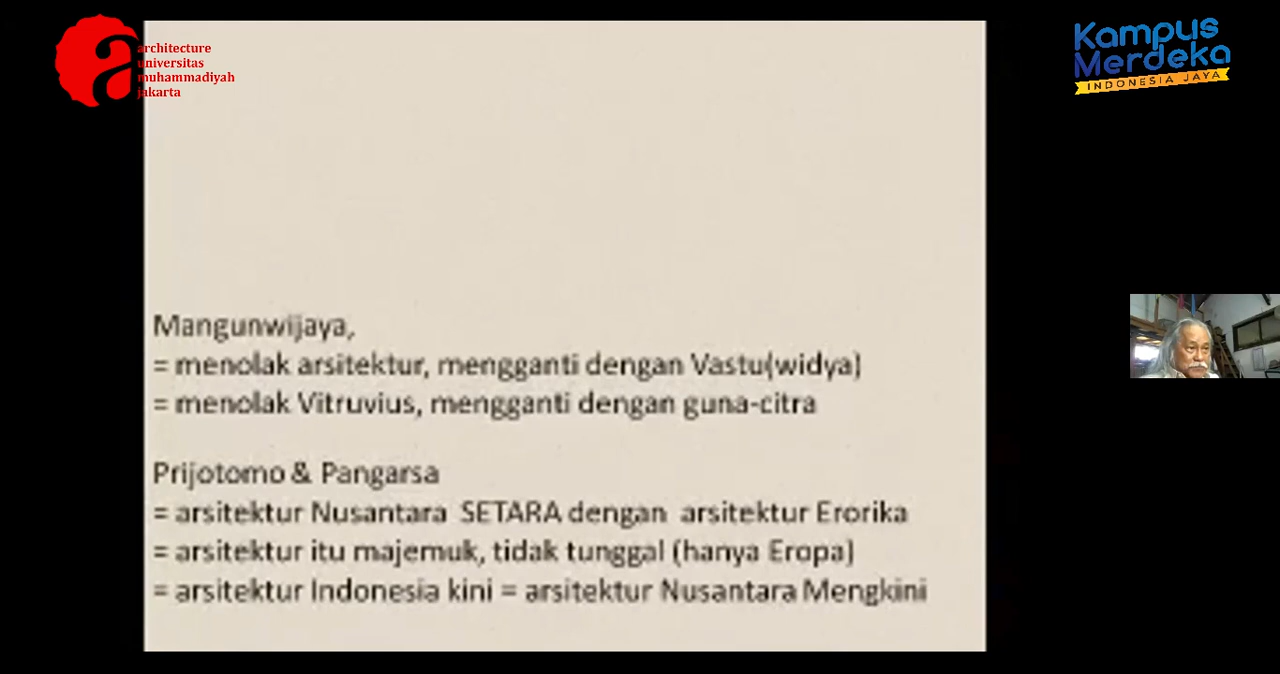 architecture
universitas
muhammadiyah
jakarta
Kampus
Merdeka
INDONESIA JAYA
Mangunwijaya,
= menolak arsitektur, mengganti dengan Vastu(widya)
= menolak Vitruvius, mengganti dengan guna-citra
Prijotomo & Pangarsa
= arsitektur Nusantara SETARA dengan arsitektur Erorika
= arsitektur itu majemuk, tidak tunggal (hanya Eropa)
= arsitektur Indonesia kini = arsitektur Nusantara Mengkini